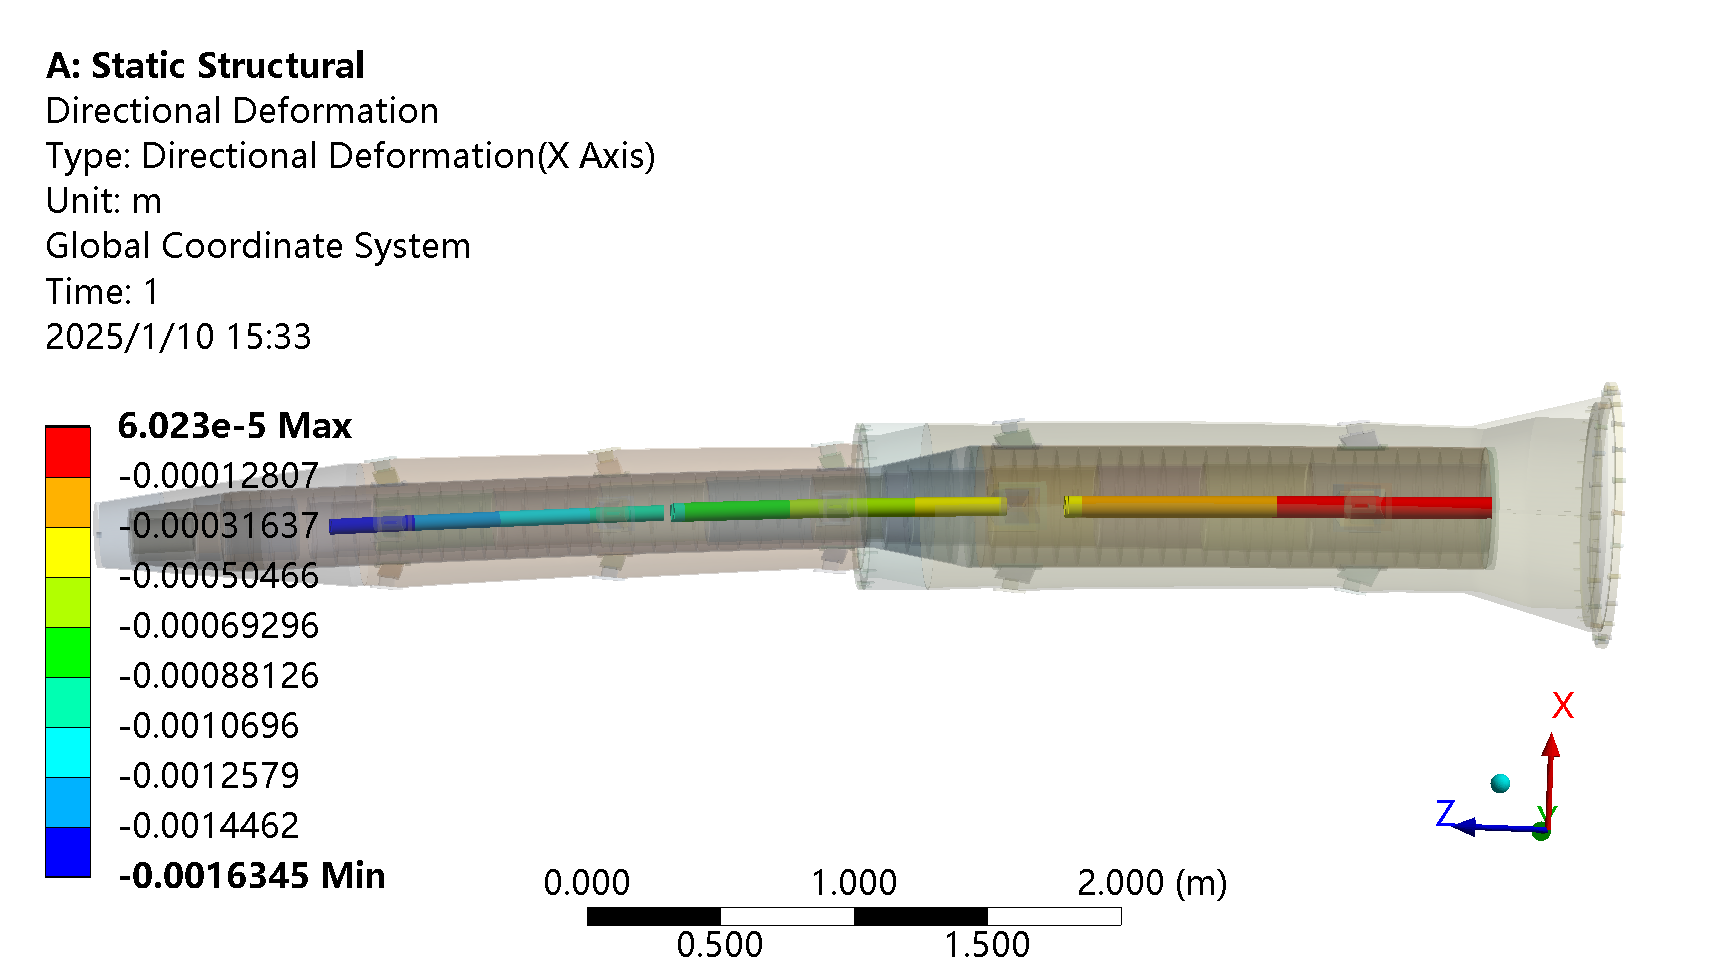 A: Static Structural
Directional Deformation
Type: Directional Deformation(X Axis)
Unit: m
Global Coordinate System
Time: 1
2025/1/10 15:33
6.023e-5 Max
-0.00012807
-0.00031637
-0.00050466
-0.00069296
-0.00088126
-0.0010696
-0.0012579
-0.0014462
-0.0016345 Min
X
Z
Y
0.000 1.000 2.000 (m)
0.500 1.500